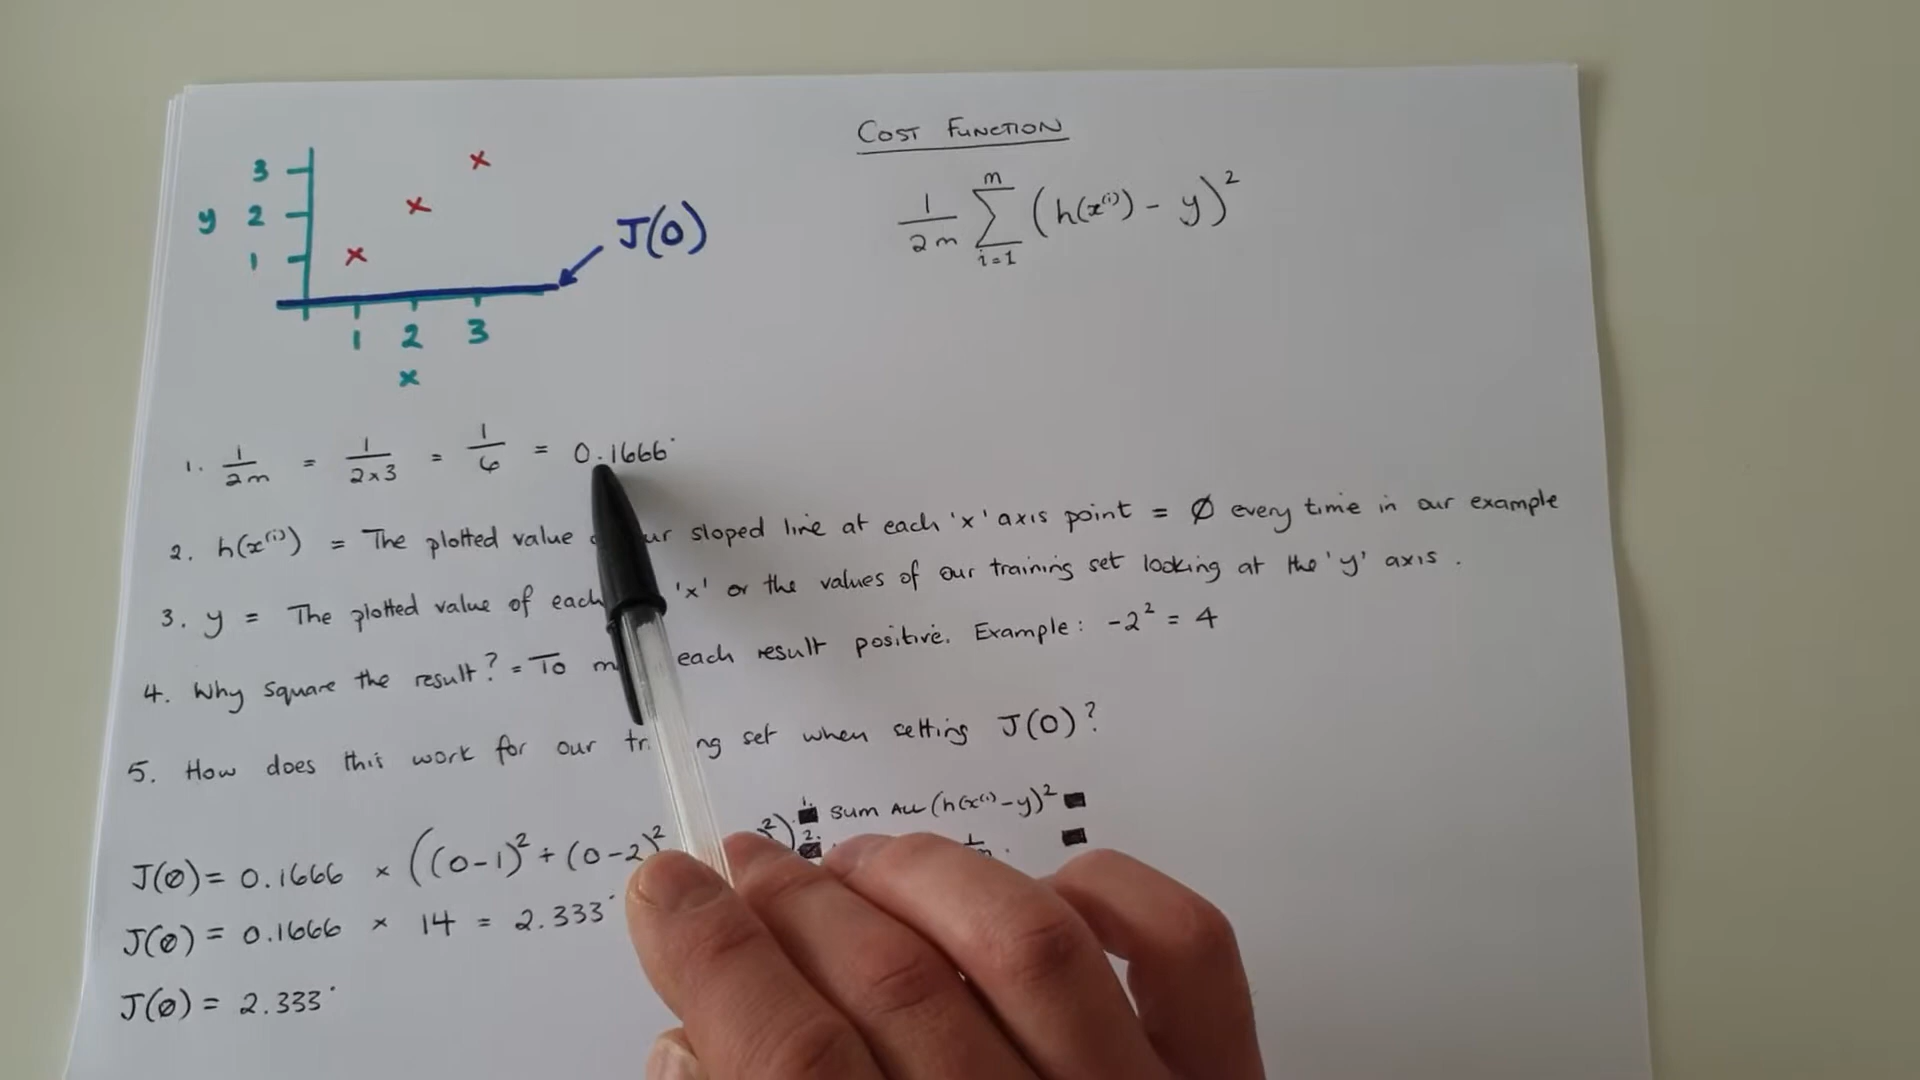 COST FUNCTION
1/2m Σ m i=1 (h(x⁽ⁱ⁾) - y)²
3
y 2
1
J(0)
1 2 3
x
1. 1/2m = 1/2x3 = 1/6 = 0.1666˙
2. h(x⁽ⁱ⁾) = The plotted value sloped line at each 'x' axis point = Ø every time in our example
3. y = The plotted value of each 'x' or the values of our training set looking at the 'y' axis.
4. Why square the result? = To each result positive. Example: -2² = 4
5. How does this work for our set when setting J(0)?
J(Ø) = 0.1666 × ((0-1)² + (0-2)² ²)
1. SUM ALL (h(x⁽ⁱ⁾) - y)²
2.
J(Ø) = 0.1666 × 14 = 2.333˙
J(Ø) = 2.333˙